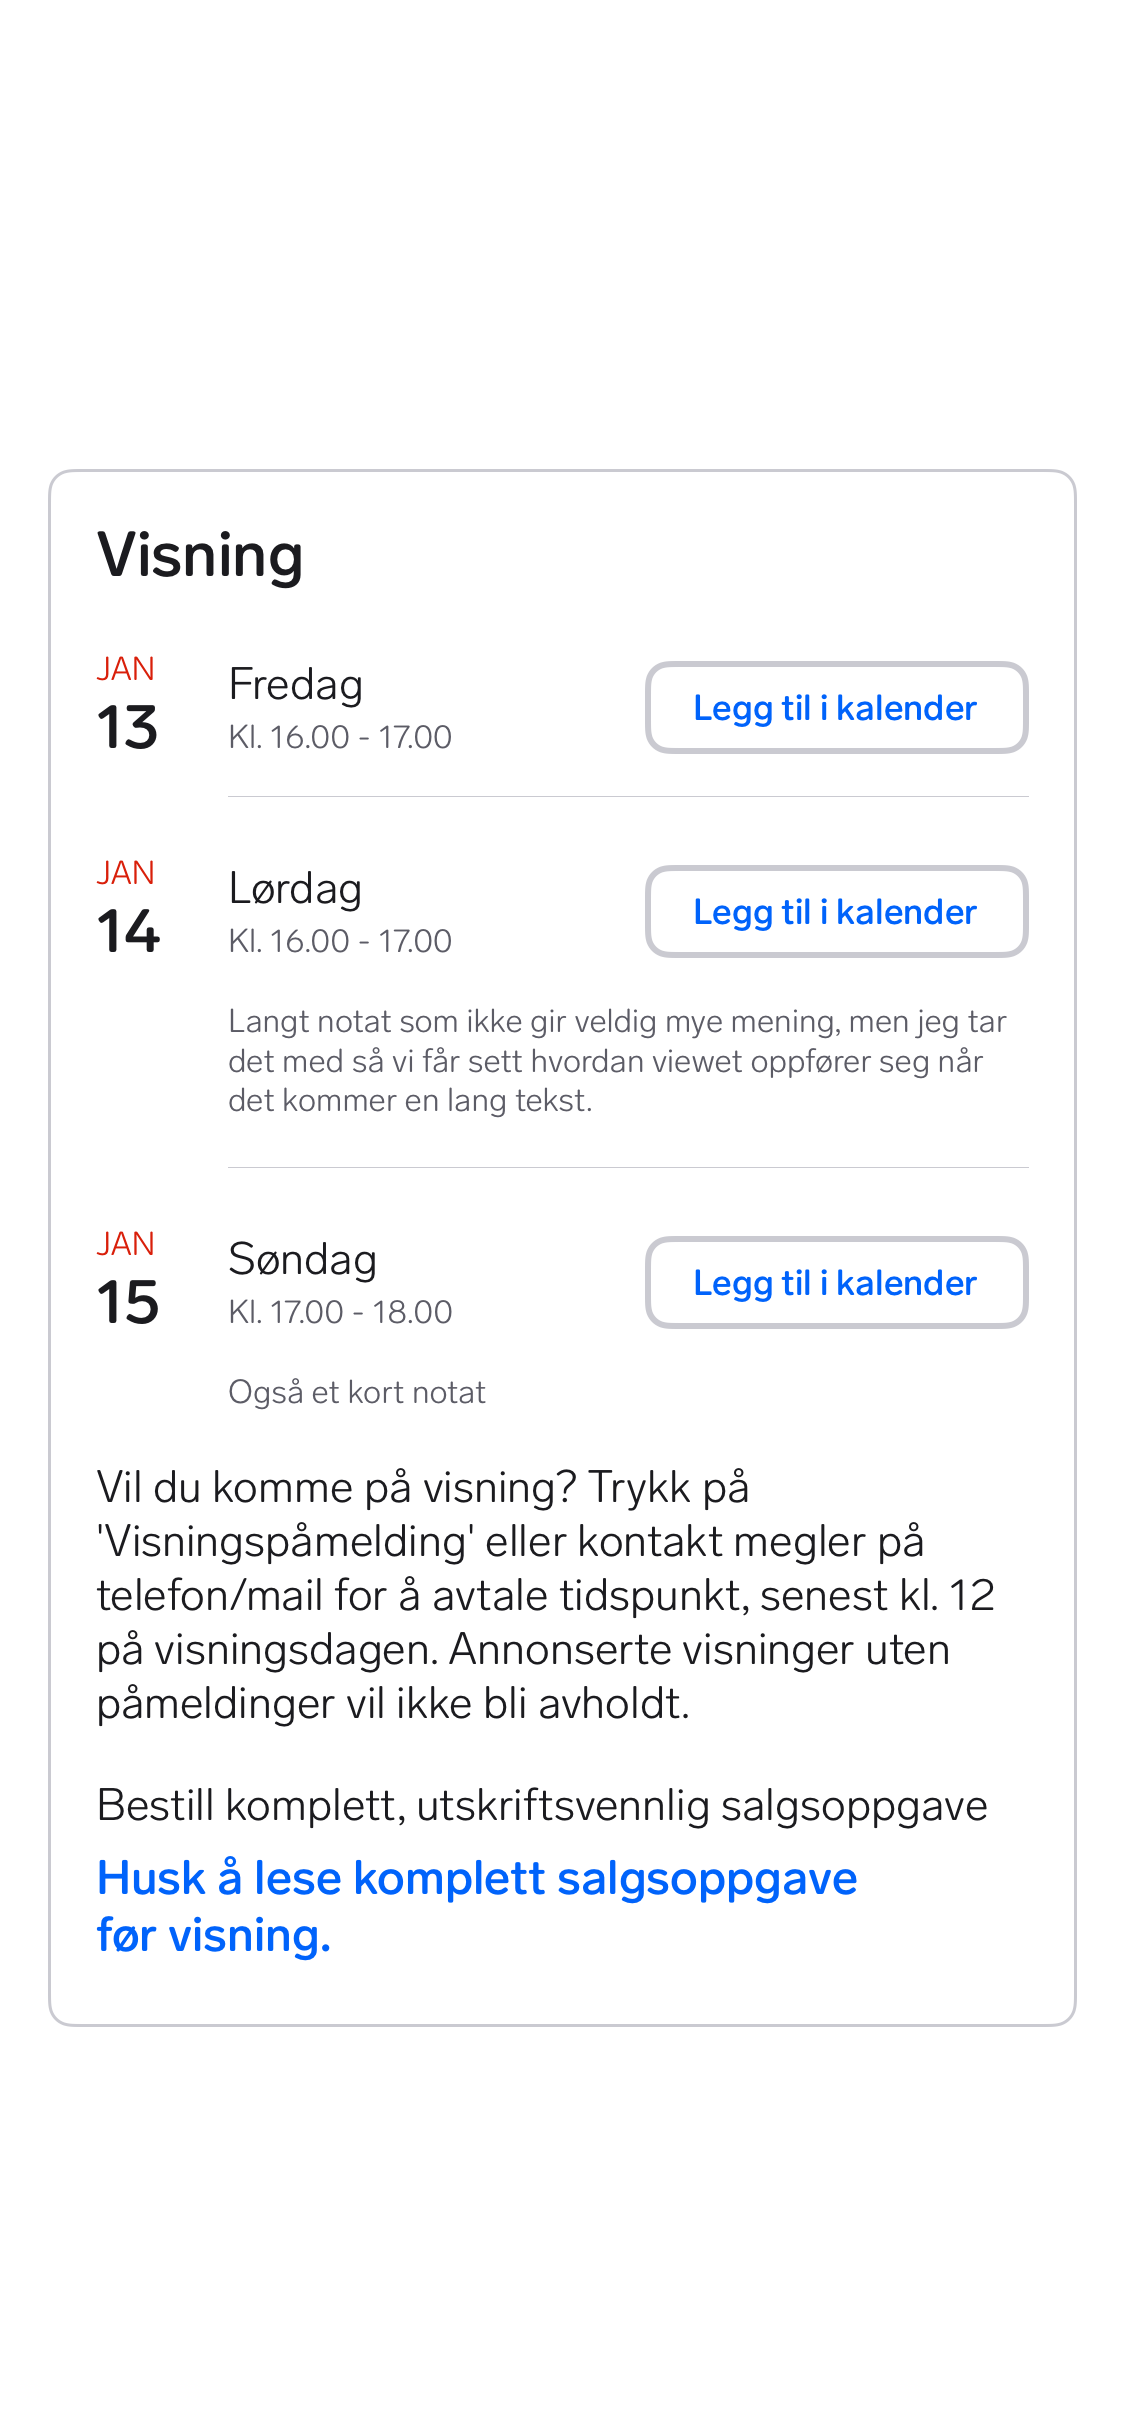 Visning
JAN
13
Fredag
Kl. 16.00 - 17.00
Legg til i kalender
JAN
14
Lørdag
Kl. 16.00 - 17.00
Legg til i kalender
Langt notat som ikke gir veldig mye mening, men jeg tar
det med så vi får sett hvordan viewet oppfører seg når
det kommer en lang tekst.
JAN
15
Søndag
Kl. 17.00 - 18.00
Legg til i kalender
Også et kort notat
Vil du komme på visning? Trykk på
'Visningspåmelding' eller kontakt megler på
telefon/mail for å avtale tidspunkt, senest kl. 12
på visningsdagen. Annonserte visninger uten
påmeldinger vil ikke bli avholdt.
Bestill komplett, utskriftsvennlig salgsoppgave
Husk å lese komplett salgsoppgave
før visning.